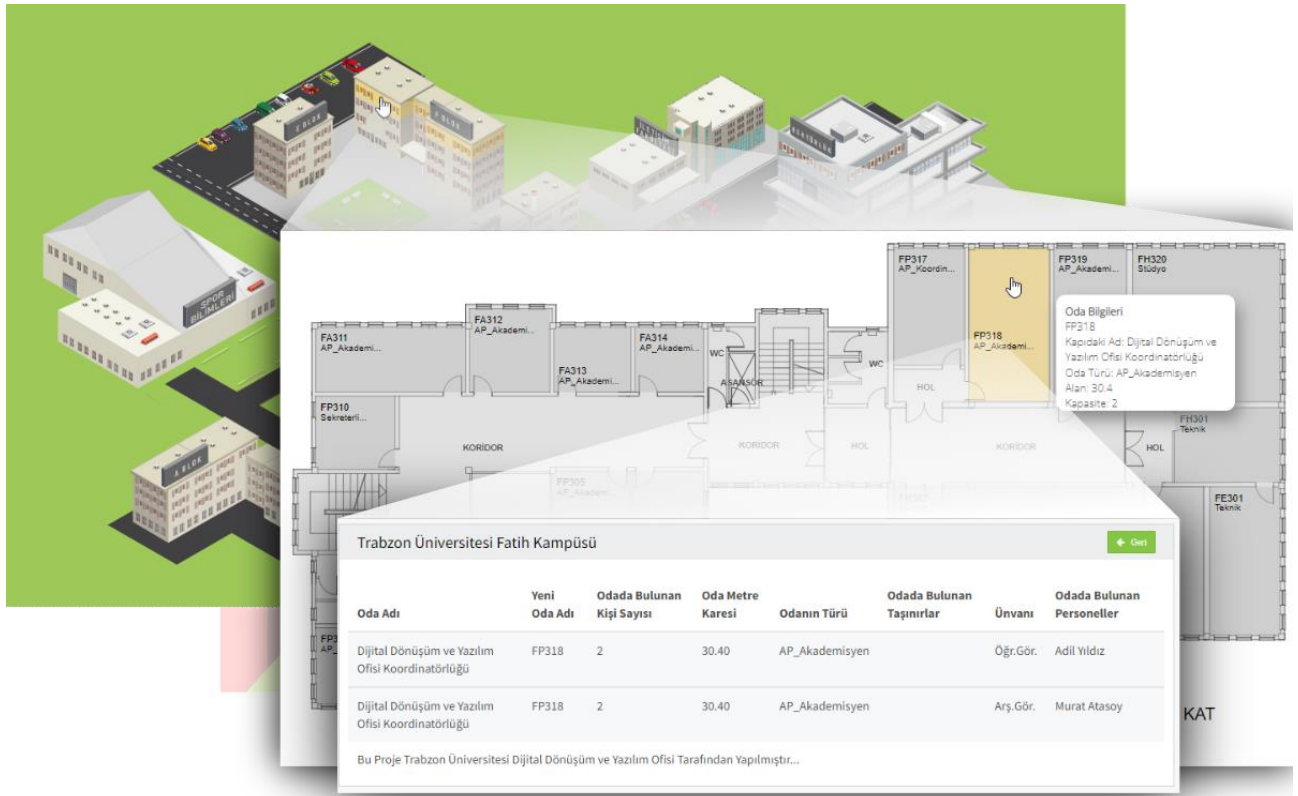 E BLOK
F BLOK
SPOR
BİLİMLERİ
A BLOK
FP317
AP_Koordin...
FP319
AP_Akademi...
FH320
Stüdyo
FA312
AP_Akademi...
FA311
AP_Akademi...
FA314
AP_Akademi...
FA313
AP_Akademi...
WC
ASANSÖR
WC
HOL
FP318
AP_Akademi...
Oda Bilgileri
FP318
Kapıdaki Ad: Dijital Dönüşüm ve
Yazılım Ofisi Koordinatörlüğü
Oda Türü: AP_Akademisyen
Alan: 30.4
Kapasite: 2
FP310
Sekreterli...
KORİDOR
KORİDOR
HOL
KORİDOR
HOL
FH301
Teknik
FP305
AP_Akadem...
FE301
Teknik
KAT
Trabzon Üniversitesi Fatih Kampüsü
Geri
Oda Adı Yeni Oda Adı Odada Bulunan Kişi Sayısı Oda Metre Karesi Odanın Türü Odada Bulunan Taşınırlar Ünvanı Odada Bulunan Personeller
Dijital Dönüşüm ve Yazılım Ofisi Koordinatörlüğü FP318 2 30.40 AP_Akademisyen Öğr.Gör. Adil Yıldız
Dijital Dönüşüm ve Yazılım Ofisi Koordinatörlüğü FP318 2 30.40 AP_Akademisyen Arş.Gör. Murat Atasoy
Bu Proje Trabzon Üniversitesi Dijital Dönüşüm ve Yazılım Ofisi Tarafından Yapılmıştır...